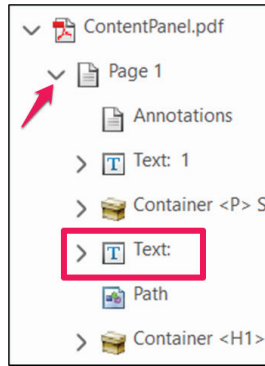 ContentPanel.pdf
Page 1
Annotations
Text: 1
Container <P> S
Text:
Path
Container <H1>